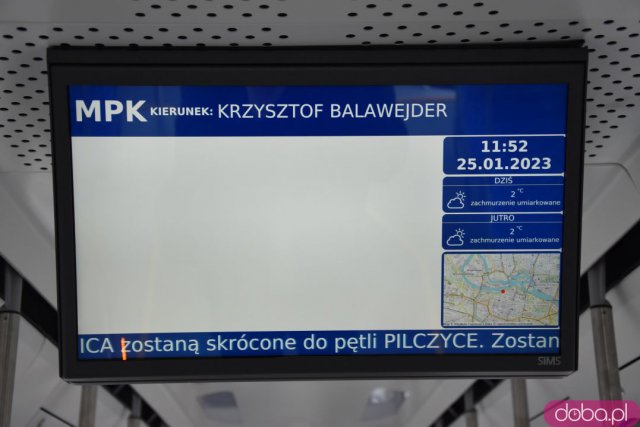 MPK KIERUNEK: KRZYSZTOF BALAWEJDER
11:52
25.01.2023
DZIŚ
2 °C
zachmurzenie umiarkowane
JUTRO
2 °C
zachmurzenie umiarkowane
ICA zostaną skrócone do pętli PILCZYCE. Zostan
SIMS
doba.pl